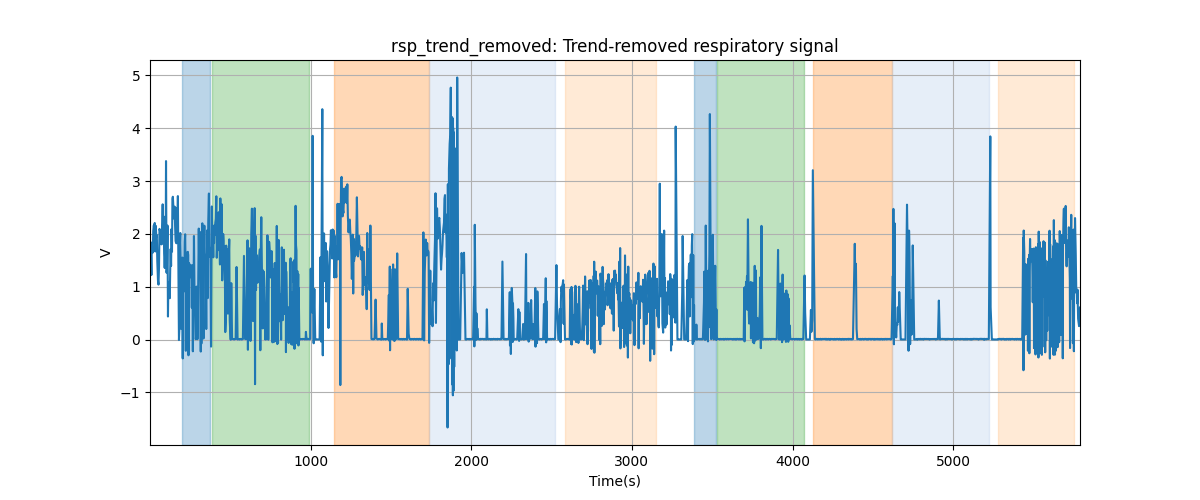 rsp_trend_removed: Trend-removed respiratory signal
5
4
3
2
1
0
−1
V
1000 2000 3000 4000 5000
Time(s)